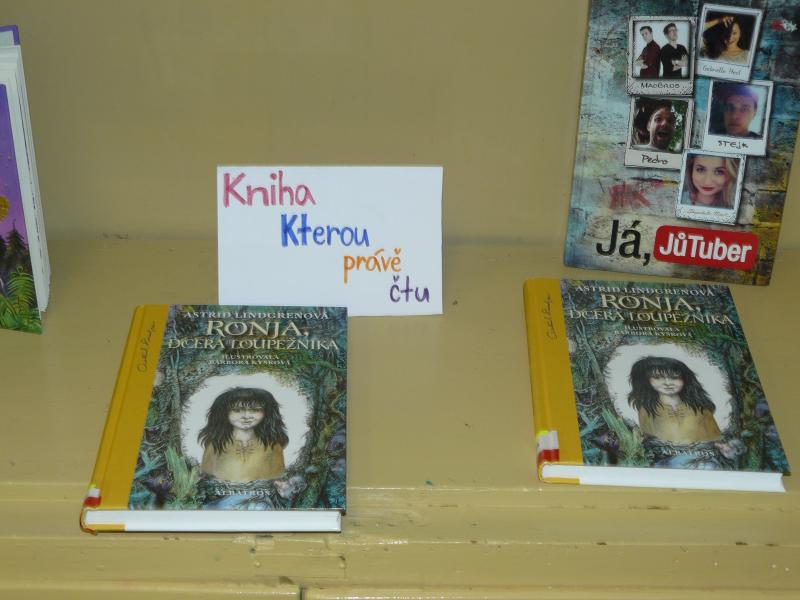 Kniha
Kterou
právě
čtu
MadBros
Gabrielle Hecl
Pedro
STEJK
Já, JůTuber
ASTRID LINDGRENOVÁ
RONJA,
DCERA LOUPEŽNÍKA
ILUSTROVALA
BARBORA KYŠKOVÁ
ALBATROS
ASTRID LINDGRENOVÁ
RONJA,
DCERA LOUPEŽNÍKA
ILUSTROVALA
BARBORA KYŠKOVÁ
ALBATROS